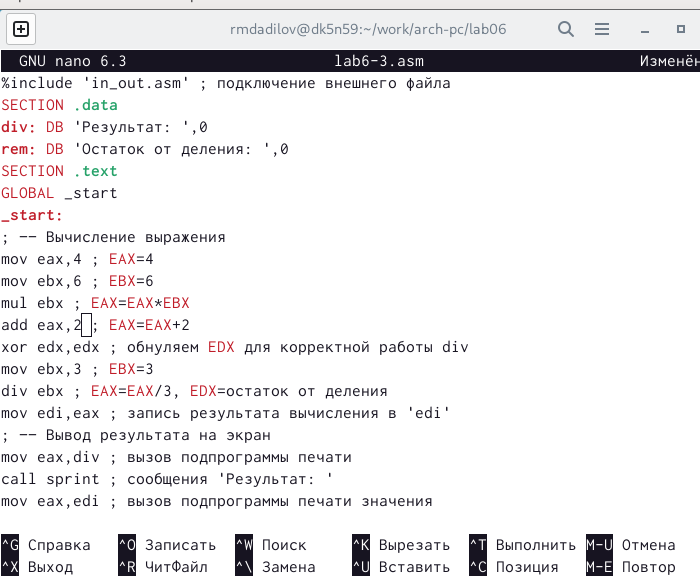 rmdadilov@dk5n59:~/work/arch-pc/lab06
GNU nano 6.3 lab6-3.asm Изменён
%include 'in_out.asm' ; подключение внешнего файла
SECTION .data
div: DB 'Результат: ',0
rem: DB 'Остаток от деления: ',0
SECTION .text
GLOBAL _start
_start:
; -- Вычисление выражения
mov eax,4 ; EAX=4
mov ebx,6 ; EBX=6
mul ebx ; EAX=EAX*EBX
add eax,2 ; EAX=EAX+2
xor edx,edx ; обнуляем EDX для корректной работы div
mov ebx,3 ; EBX=3
div ebx ; EAX=EAX/3, EDX=остаток от деления
mov edi,eax ; запись результата вычисления в 'edi'
; -- Вывод результата на экран
mov eax,div ; вызов подпрограммы печати
call sprint ; сообщения 'Результат: '
mov eax,edi ; вызов подпрограммы печати значения
^G Справка ^O Записать ^W Поиск ^K Вырезать ^T Выполнить M-U Отмена
^X Выход ^R ЧитФайл ^\ Замена ^U Вставить ^C Позиция M-E Повтор